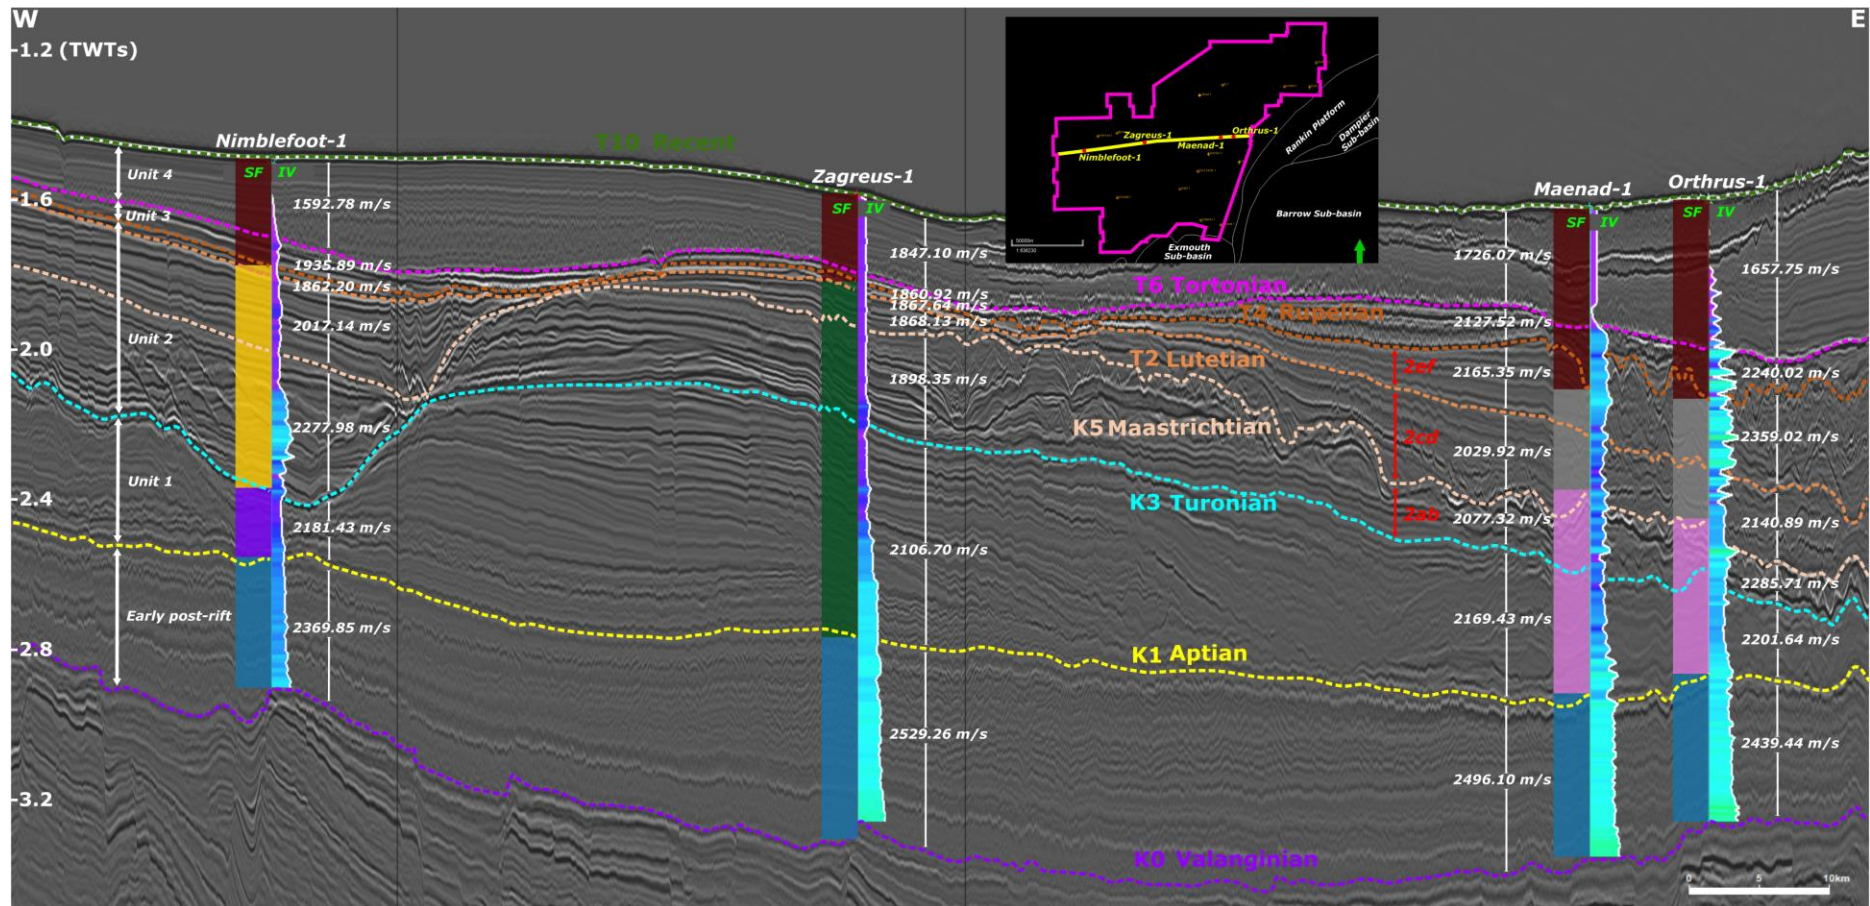 W
E
-1.2 (TWTs)
-1.6
-2.0
-2.4
-2.8
-3.2
Nimblefoot-1
SF IV
T10 Recent
Zagreus-1
SF IV
Maenad-1
SF IV
Orthrus-1
SF IV
Unit 4
Unit 3
Unit 2
Unit 1
Early post-rift
1592.78 m/s
1935.89 m/s
1862.20 m/s
2017.14 m/s
2277.98 m/s
2181.43 m/s
2369.85 m/s
1847.10 m/s
1860.92 m/s
1867.64 m/s
1868.13 m/s
1898.35 m/s
2106.70 m/s
2529.26 m/s
Zagreus-1
Orthrus-1
Nimblefoot-1
Maenad-1
Rankin Platform
Dampier
Sub-basin
Barrow Sub-basin
Exmouth
Sub-basin
T6 Tortonian
T4 Rupelian
T2 Lutetian
K5 Maastrichtian
K3 Turonian
K1 Aptian
K0 Valanginian
2ef
2cd
2ab
1726.07 m/s
2127.52 m/s
2165.35 m/s
2029.92 m/s
2077.32 m/s
2169.43 m/s
2496.10 m/s
1657.75 m/s
2240.02 m/s
2359.02 m/s
2140.89 m/s
2285.71 m/s
2201.64 m/s
2439.44 m/s
0 5 10km